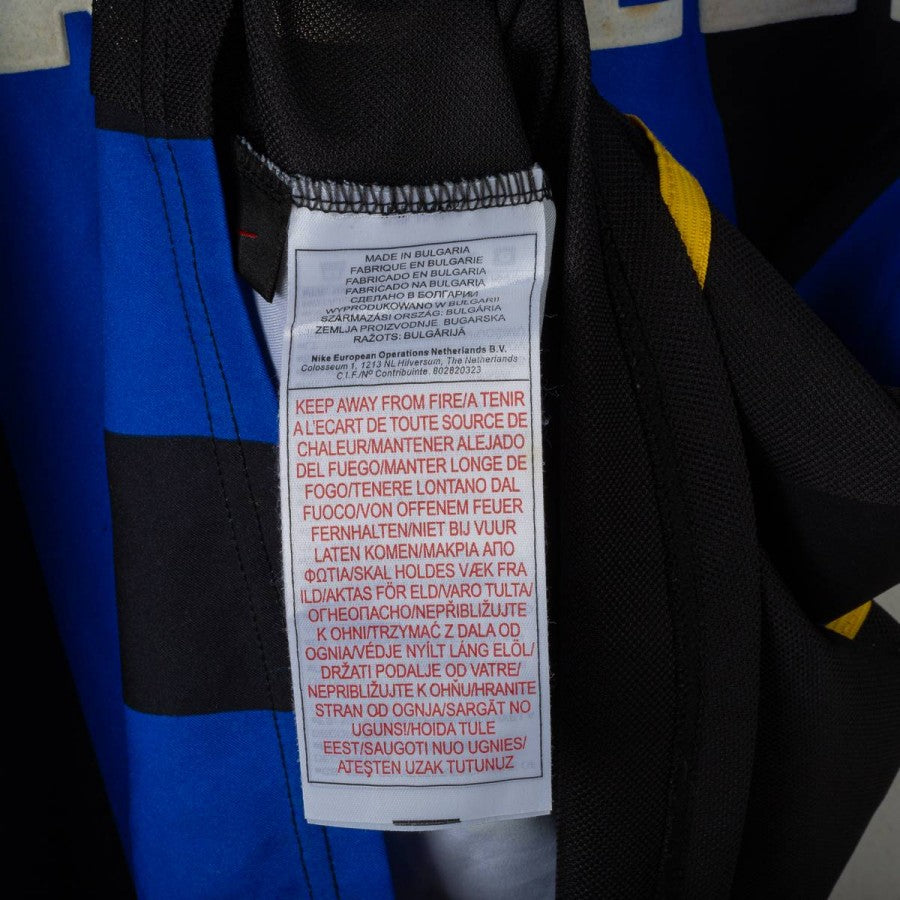 MADE IN BULGARIA
FABRIQUE EN BULGARIE
FABRICADO EN BULGARIA
FABRICADO NA BULGARIA
СДЕЛАНО В БОЛГАРИИ
WYPRODUKOWANO W BUŁGARII
SZÁRMAZÁSI ORSZÁG: BULGÁRIA
ZEMLJA PROIZVODNJE BUGARSKA
RAŽOTS: BULGĀRIJĀ
Nike European Operations Netherlands B.V.
Colosseum 1, 1213 NL Hilversum, The Netherlands
C.I.F./Nº Contribuinte. 802820323
KEEP AWAY FROM FIRE/A TENIR
A L'ECART DE TOUTE SOURCE DE
CHALEUR/MANTENER ALEJADO
DEL FUEGO/MANTER LONGE DE
FOGO/TENERE LONTANO DAL
FUOCO/VON OFFENEM FEUER
FERNHALTEN/NIET BIJ VUUR
LATEN KOMEN/ΜΑΚΡΙΑ ΑΠΟ
ΦΩΤΙΑ/SKAL HOLDES VÆK FRA
ILD/AKTAS FÖR ELD/VARO TULTA/
ОГНЕОПАСНО/NEPŘIBLIŽUJTE
K OHNI/TRZYMAĆ Z DALA OD
OGNIA/VÉDJE NYÍLT LÁNG ELÖL/
DRŽATI PODALJE OD VATRE/
NEPRIBLIŽUJTE K OHŇU/HRANITE
STRAN OD OGNJA/SARGĀT NO
UGUNS!/HOIDA TULE
EEST/SAUGOTI NUO UGNIES/
ATEŞTEN UZAK TUTUNUZ